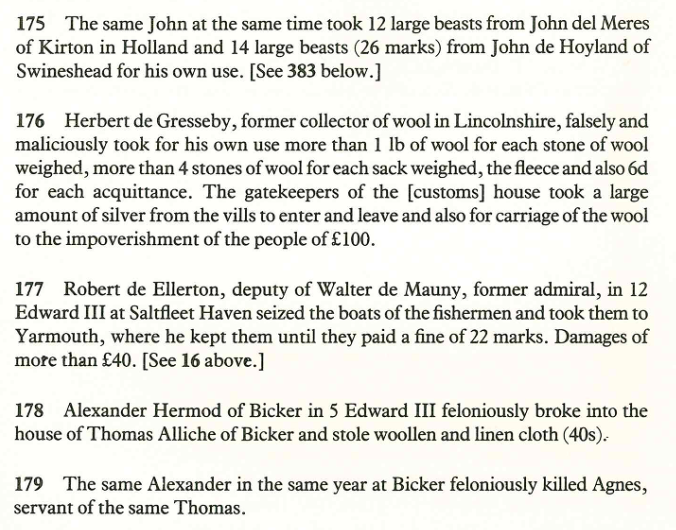 175 The same John at the same time took 12 large beasts from John del Meres
of Kirton in Holland and 14 large beasts (26 marks) from John de Hoyland of
Swineshead for his own use. [See 383 below.]
176 Herbert de Gresseby, former collector of wool in Lincolnshire, falsely and
maliciously took for his own use more than 1 lb of wool for each stone of wool
weighed, more than 4 stones of wool for each sack weighed, the fleece and also 6d
for each acquittance. The gatekeepers of the [customs] house took a large
amount of silver from the vills to enter and leave and also for carriage of the wool
to the impoverishment of the people of £100.
177 Robert de Ellerton, deputy of Walter de Mauny, former admiral, in 12
Edward III at Saltfleet Haven seized the boats of the fishermen and took them to
Yarmouth, where he kept them until they paid a fine of 22 marks. Damages of
more than £40. [See 16 above.]
178 Alexander Hermod of Bicker in 5 Edward III feloniously broke into the
house of Thomas Alliche of Bicker and stole woollen and linen cloth (40s).
179 The same Alexander in the same year at Bicker feloniously killed Agnes,
servant of the same Thomas.